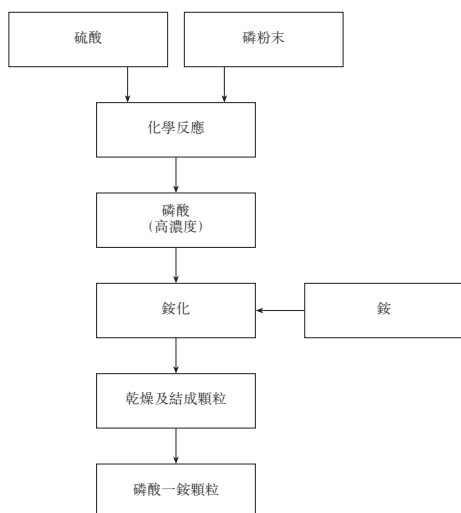 硫酸
磷粉末
化學反應
磷酸
(高濃度)
銨化
銨
乾燥及結成顆粒
磷酸一銨顆粒